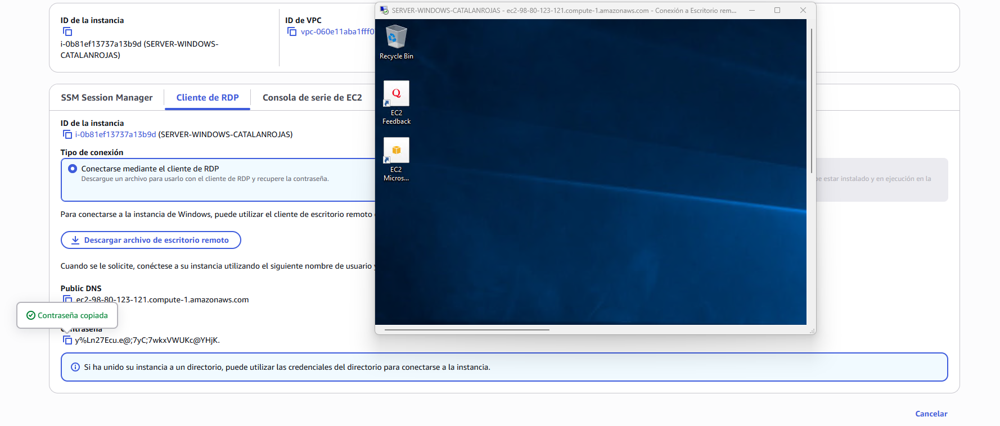 ID de la instancia
i-0b81ef13737a13b9d (SERVER-WINDOWS-
CATALANROJAS)
ID de VPC
vpc-060e11aba1fff0
SSM Session Manager
Cliente de RDP
Consola de serie de EC2
ID de la instancia
i-0b81ef13737a13b9d (SERVER-WINDOWS-CATALANROJAS)
Tipo de conexión
Conectarse mediante el cliente de RDP
Descargue un archivo para usarlo con el cliente de RDP y recupere la contraseña.
be estar instalado y en ejecución en la
Para conectarse a la instancia de Windows, puede utilizar el cliente de escritorio remoto
Descargar archivo de escritorio remoto
Cuando se le solicite, conéctese a su instancia utilizando el siguiente nombre de usuario y
Public DNS
ec2-98-80-123-121.compute-1.amazonaws.com
Contraseña copiada
Contraseña
y%Ln27Ecu.e@;7yC;7wkxVWUKc@YHjK.
Si ha unido su instancia a un directorio, puede utilizar las credenciales del directorio para conectarse a la instancia.
Cancelar
SERVER-WINDOWS-CATALANROJAS - ec2-98-80-123-121.compute-1.amazonaws.com - Conexión a Escritorio rem...
Recycle Bin
Q
EC2
Feedback
EC2
Micros...